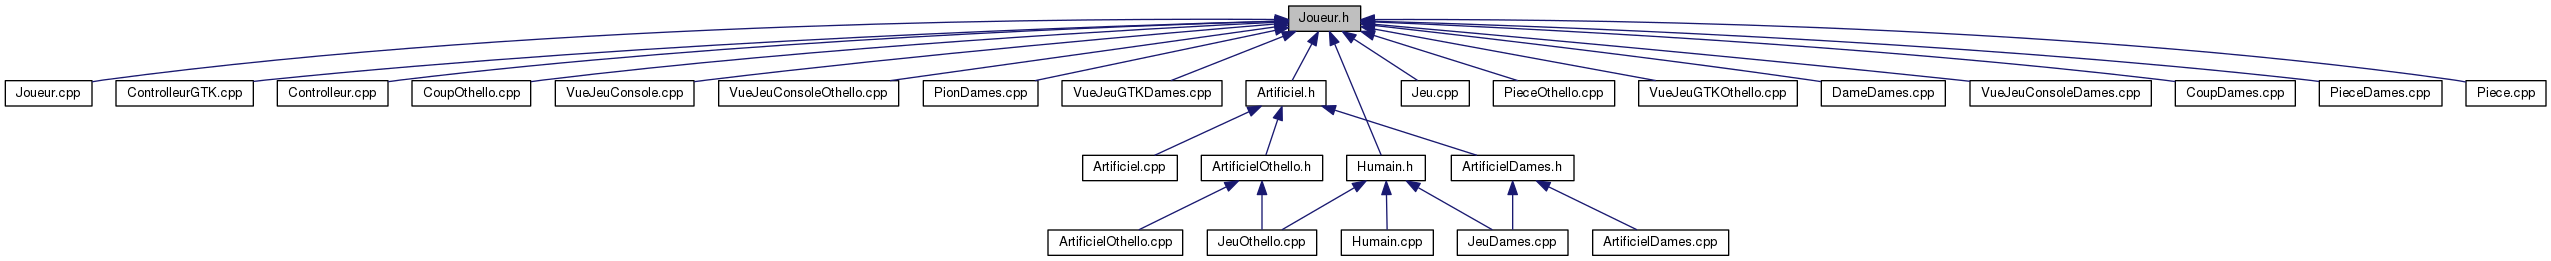 Joueur.h
Joueur.cpp
ControlleurGTK.cpp
Controlleur.cpp
CoupOthello.cpp
VueJeuConsole.cpp
VueJeuConsoleOthello.cpp
PionDames.cpp
VueJeuGTKDames.cpp
Artificiel.h
Jeu.cpp
PieceOthello.cpp
VueJeuGTKOthello.cpp
DameDames.cpp
VueJeuConsoleDames.cpp
CoupDames.cpp
PieceDames.cpp
Piece.cpp
Artificiel.cpp
ArtificielOthello.h
Humain.h
ArtificielDames.h
ArtificielOthello.cpp
JeuOthello.cpp
Humain.cpp
JeuDames.cpp
ArtificielDames.cpp